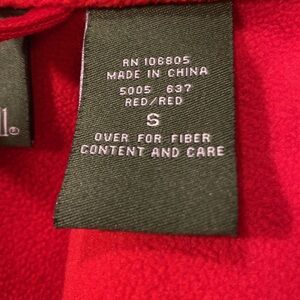 RN 106805
MADE IN CHINA
5005 637
RED/RED
S
OVER FOR FIBER
CONTENT AND CARE